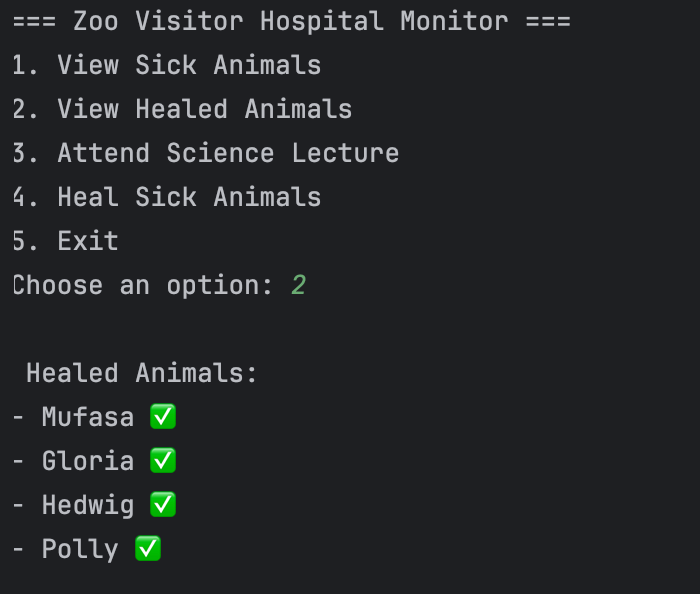 === Zoo Visitor Hospital Monitor ===
1. View Sick Animals
2. View Healed Animals
3. Attend Science Lecture
4. Heal Sick Animals
5. Exit
Choose an option: 2
Healed Animals:
- Mufasa ✅
- Gloria ✅
- Hedwig ✅
- Polly ✅